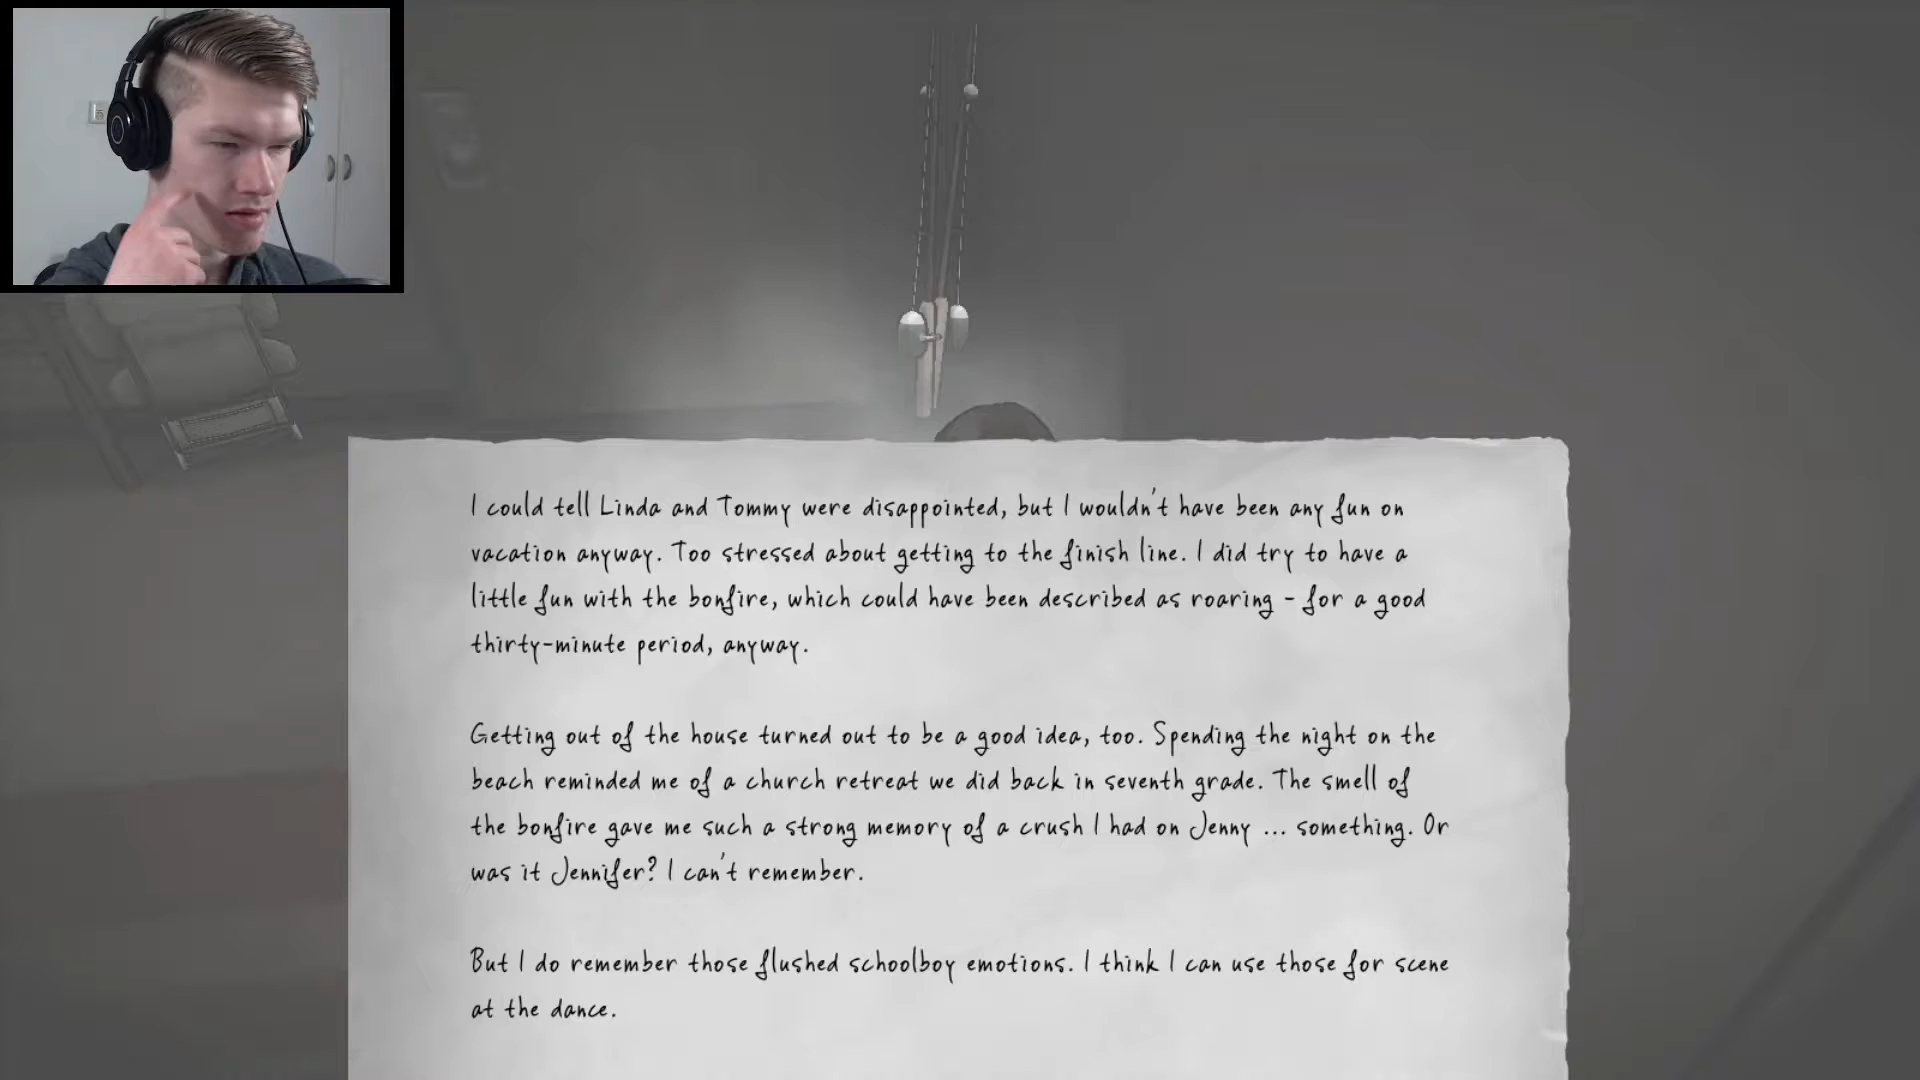 I could tell Linda and Tommy were disappointed, but I wouldn't have been any fun on
vacation anyway. Too stressed about getting to the finish line. I did try to have a
little fun with the bonfire, which could have been described as roaring - for a good
thirty-minute period, anyway.
Getting out of the house turned out to be a good idea, too. Spending the night on the
beach reminded me of a church retreat we did back in seventh grade. The smell of
the bonfire gave me such a strong memory of a crush I had on Jenny ... something. Or
was it Jennifer? I can't remember.
But I do remember those flushed schoolboy emotions. I think I can use those for scene
at the dance.